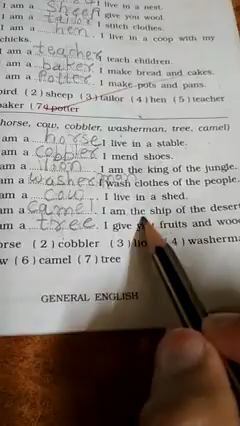 I am a sheep I live in a nest.
I am a tailor give you wool.
I am a hen. I stitch clothes.
I live in a coop with my
chicks.
am a teacher
I teach children.
am a baker I make bread and cakes.
am a Potter I make pots and pans.
bird (2) sheep (3) tailor (4) hen (5) teacher
baker (7) potter
(horse, cow, cobbler, washerman, tree, camel)
am a horse I live in a stable.
am a cobbler I mend shoes.
am a lion I am the king of the jungle.
am a washerman I wash clothes of the people.
am a cow I live in a shed.
am a camel. I am the ship of the desert
am a tree. I give fruits and wood
orse (2) cobbler (3) lio 4) washerma
w (6) camel (7) tree
GENERAL ENGLISH